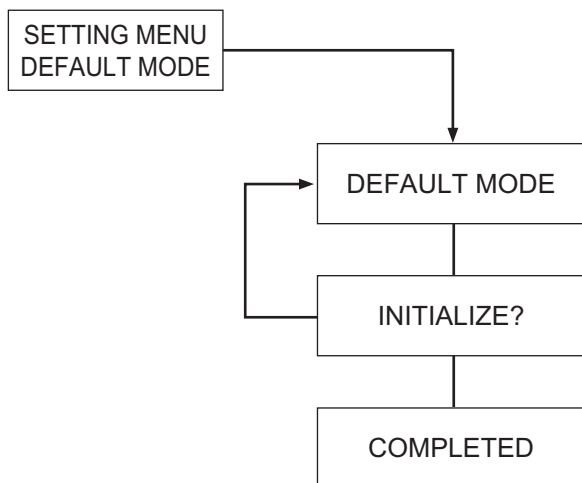 SETTING MENU
DEFAULT MODE
DEFAULT MODE
INITIALIZE?
COMPLETED